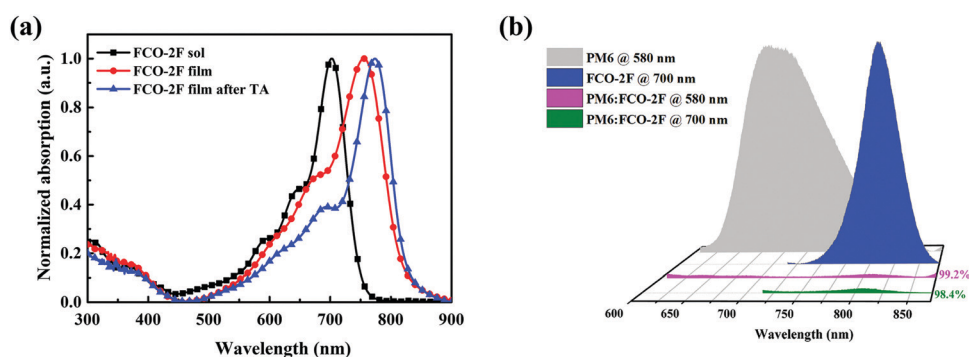 (a)
FCO-2F sol
FCO-2F film
FCO-2F film after TA
Normalized absorption (a.u.)
1.0
0.8
0.6
0.4
0.2
0.0
300 400 500 600 700 800 900
Wavelength (nm)
(b)
PM6 @ 580 nm
FCO-2F @ 700 nm
PM6:FCO-2F @ 580 nm
PM6:FCO-2F @ 700 nm
99.2%
98.4%
600 650 700 750 800 850
Wavelength (nm)